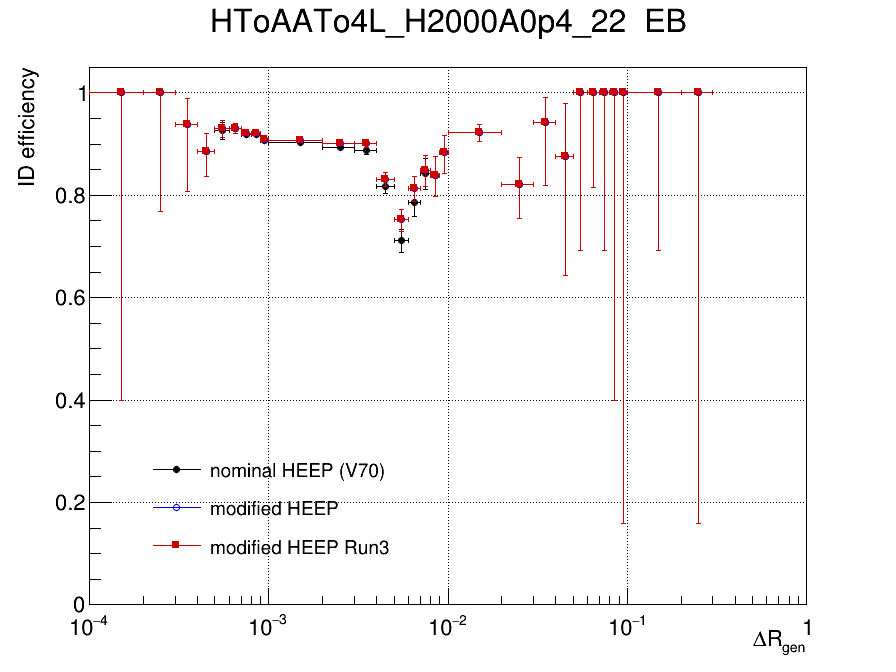 HToAATo4L_H2000A0p4_22 EB
ID efficiency
1
0.8
0.6
0.4
0.2
0
nominal HEEP (V70)
modified HEEP
modified HEEP Run3
10⁻⁴
10⁻³
10⁻²
10⁻¹
1
ΔR_gen